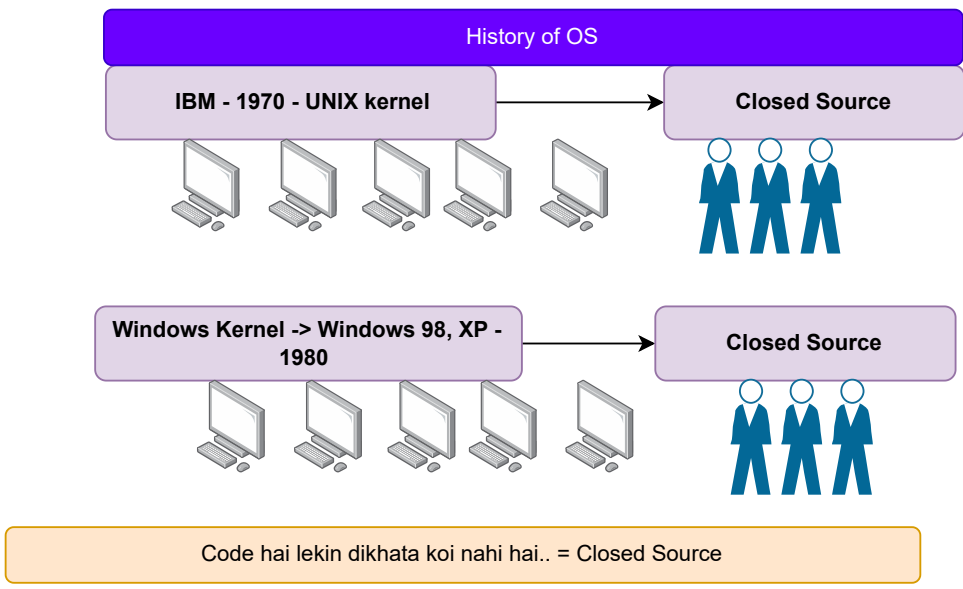 History of OS
IBM - 1970 - UNIX kernel
Closed Source
Windows Kernel -> Windows 98, XP -
1980
Closed Source
Code hai lekin dikhata koi nahi hai.. = Closed Source